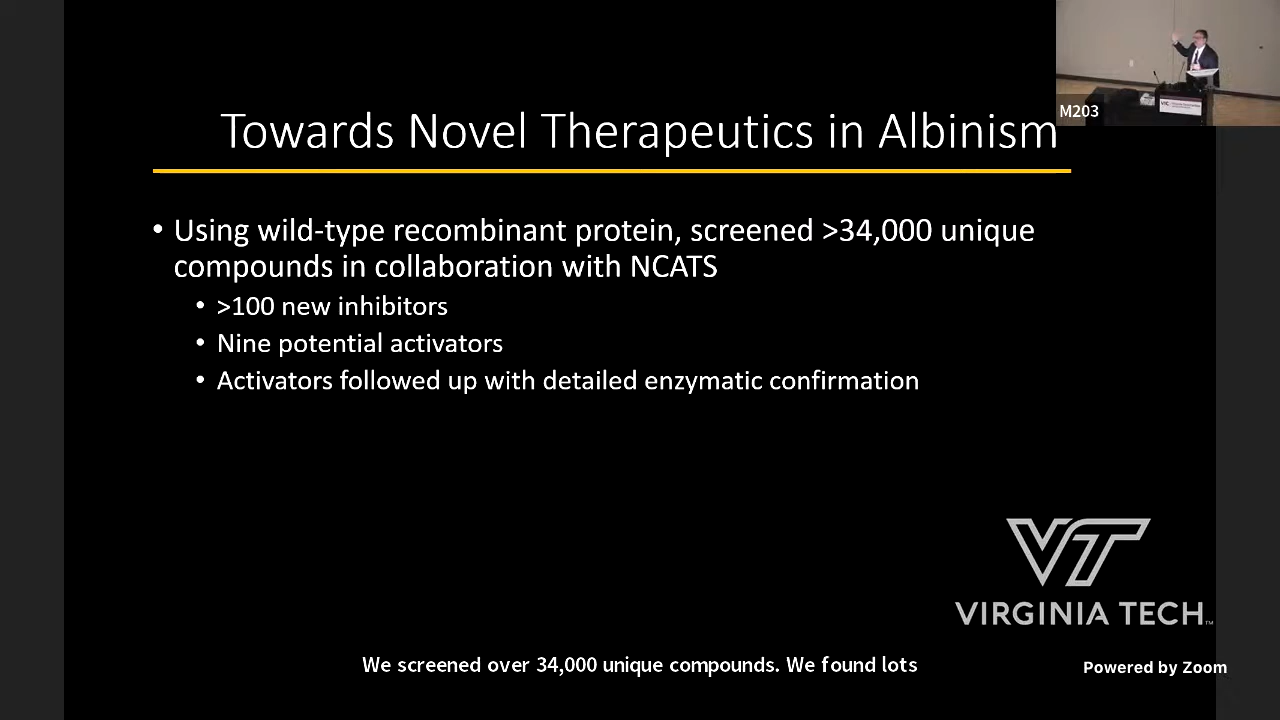 M203
Towards Novel Therapeutics in Albinism
• Using wild-type recombinant protein, screened >34,000 unique
compounds in collaboration with NCATS
• >100 new inhibitors
• Nine potential activators
• Activators followed up with detailed enzymatic confirmation
VT
VIRGINIA TECH™
We screened over 34,000 unique compounds. We found lots
Powered by Zoom